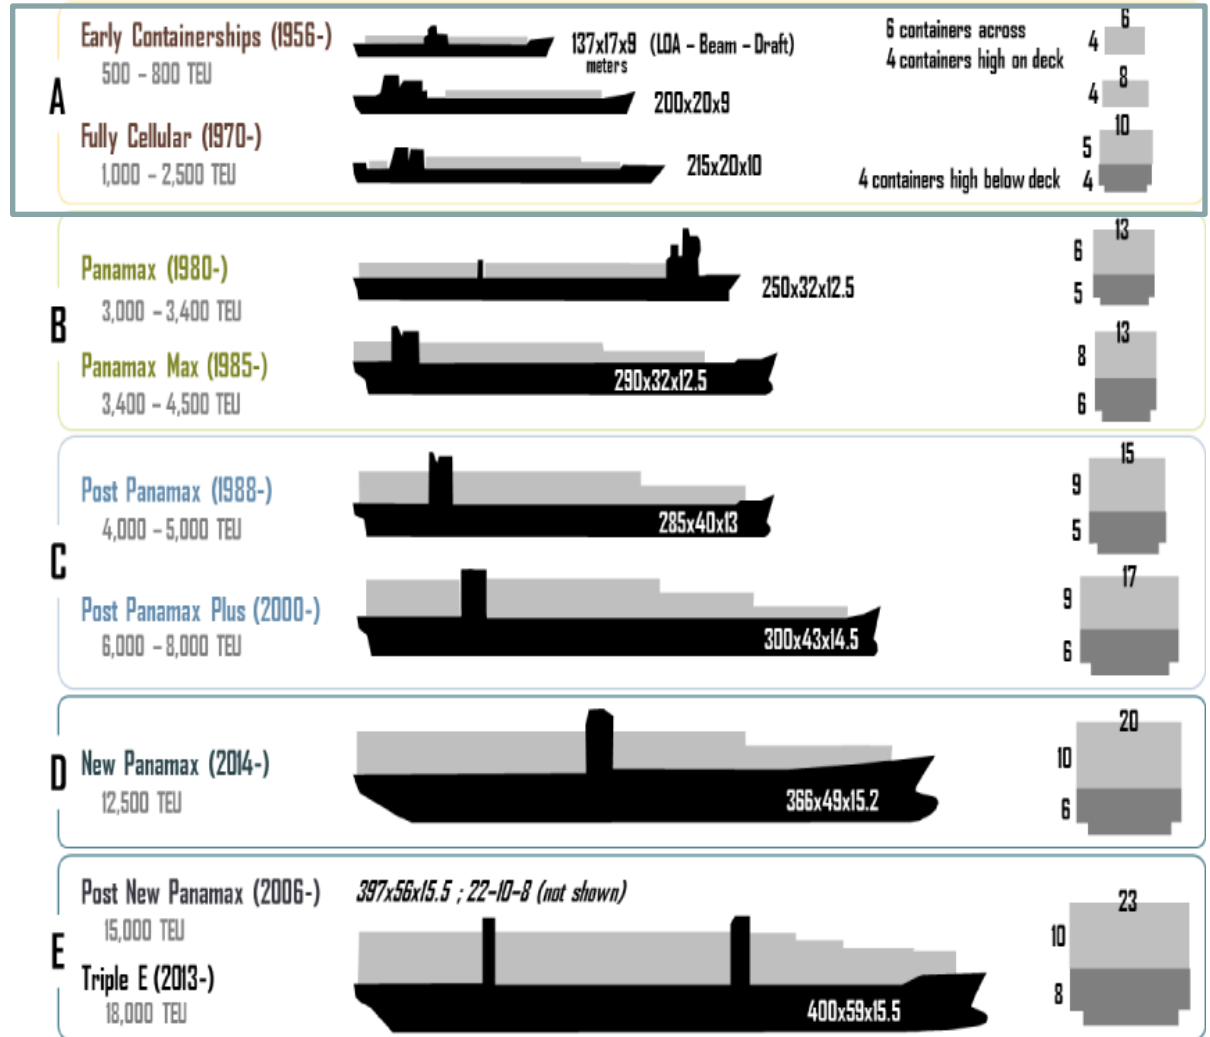 A
Early Containerships (1956-)
500 – 800 TEU
137x17x9 (LOA – Beam – Draft)
meters
6 containers across
4 containers high on deck
6
4
200x20x9
8
4
Fully Cellular (1970-)
1,000 – 2,500 TEU
215x20x10
4 containers high below deck
10
5
4
B
Panamax (1980-)
3,000 – 3,400 TEU
250x32x12.5
13
6
5
Panamax Max (1985-)
3,400 – 4,500 TEU
290x32x12.5
13
8
6
C
Post Panamax (1988-)
4,000 – 5,000 TEU
285x40x13
15
9
5
Post Panamax Plus (2000-)
6,000 – 8,000 TEU
300x43x14.5
17
9
6
D
New Panamax (2014-)
12,500 TEU
366x49x15.2
20
10
6
E
Post New Panamax (2006-)
15,000 TEU
397x56x15.5 ; 22-10-8 (not shown)
Triple E (2013-)
18,000 TEU
400x59x15.5
23
10
8